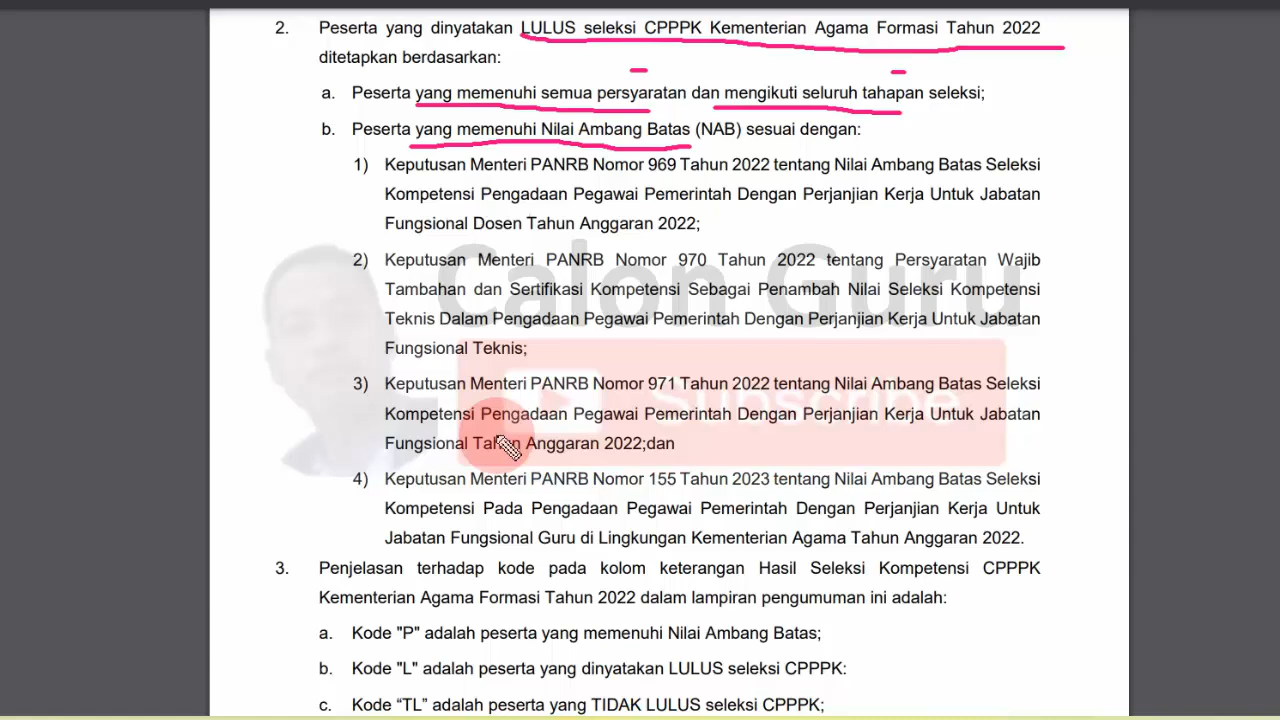 2. Peserta yang dinyatakan LULUS seleksi CPPPK Kementerian Agama Formasi Tahun 2022
ditetapkan berdasarkan:
a. Peserta yang memenuhi semua persyaratan dan mengikuti seluruh tahapan seleksi;
b. Peserta yang memenuhi Nilai Ambang Batas (NAB) sesuai dengan:
1) Keputusan Menteri PANRB Nomor 969 Tahun 2022 tentang Nilai Ambang Batas Seleksi
Kompetensi Pengadaan Pegawai Pemerintah Dengan Perjanjian Kerja Untuk Jabatan
Fungsional Dosen Tahun Anggaran 2022;
2) Keputusan Menteri PANRB Nomor 970 Tahun 2022 tentang Persyaratan Wajib
Tambahan dan Sertifikasi Kompetensi Sebagai Penambah Nilai Seleksi Kompetensi
Teknis Dalam Pengadaan Pegawai Pemerintah Dengan Perjanjian Kerja Untuk Jabatan
Fungsional Teknis;
3) Keputusan Menteri PANRB Nomor 971 Tahun 2022 tentang Nilai Ambang Batas Seleksi
Kompetensi Pengadaan Pegawai Pemerintah Dengan Perjanjian Kerja Untuk Jabatan
Fungsional Tahun Anggaran 2022;dan
4) Keputusan Menteri PANRB Nomor 155 Tahun 2023 tentang Nilai Ambang Batas Seleksi
Kompetensi Pada Pengadaan Pegawai Pemerintah Dengan Perjanjian Kerja Untuk
Jabatan Fungsional Guru di Lingkungan Kementerian Agama Tahun Anggaran 2022.
3. Penjelasan terhadap kode pada kolom keterangan Hasil Seleksi Kompetensi CPPPK
Kementerian Agama Formasi Tahun 2022 dalam lampiran pengumuman ini adalah:
a. Kode "P" adalah peserta yang memenuhi Nilai Ambang Batas;
b. Kode "L" adalah peserta yang dinyatakan LULUS seleksi CPPPK:
c. Kode “TL” adalah peserta yang TIDAK LULUS seleksi CPPPK;
Calon Guru
Subscribe